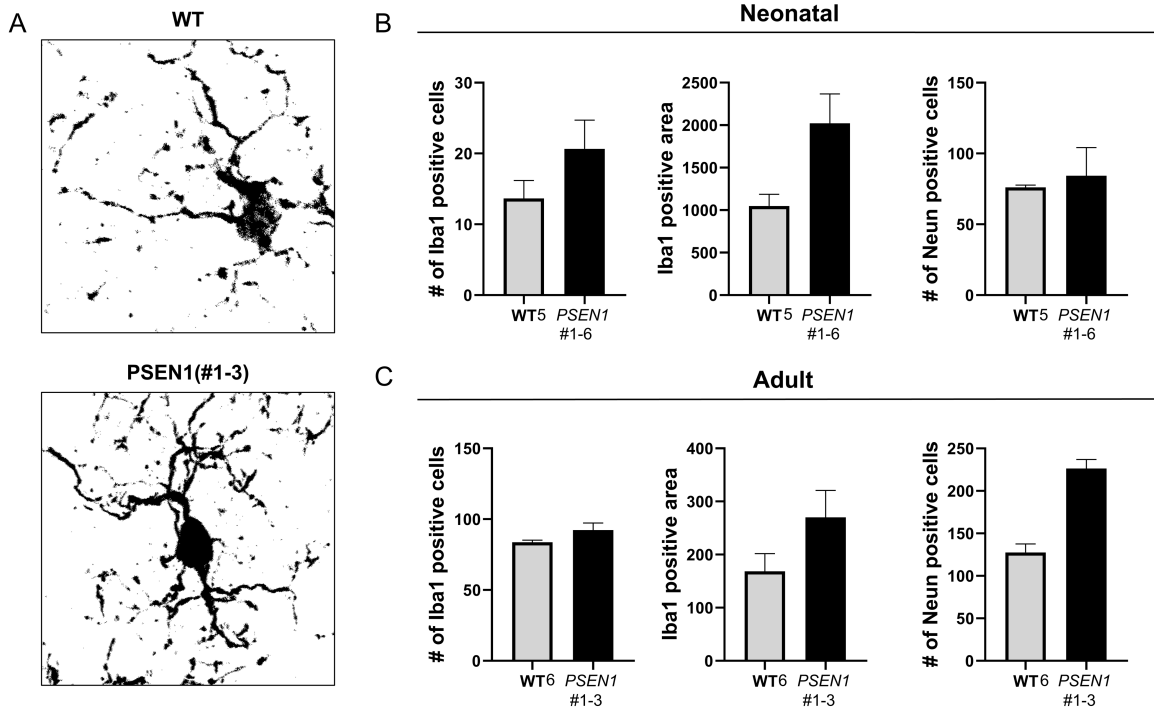 A
WT
PSEN1(#1-3)
B
Neonatal
# of Iba1 positive cells
30
20
10
0
WT5 PSEN1
#1-6
Iba1 positive area
2500
2000
1500
1000
500
0
WT5 PSEN1
#1-6
# of Neun positive cells
150
100
50
0
WT5 PSEN1
#1-6
C
Adult
# of Iba1 positive cells
150
100
50
0
WT6 PSEN1
#1-3
Iba1 positive area
400
300
200
100
0
WT6 PSEN1
#1-3
# of Neun positive cells
250
200
150
100
50
0
WT6 PSEN1
#1-3